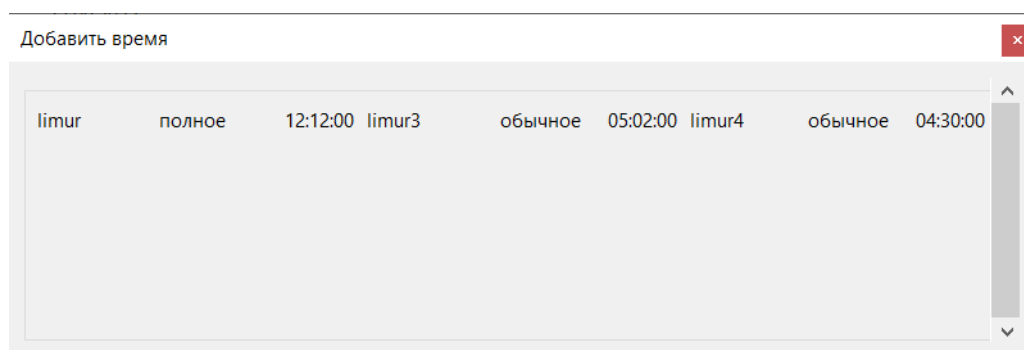 Добавить время
limur полное 12:12:00 limur3 обычное 05:02:00 limur4 обычное 04:30:00